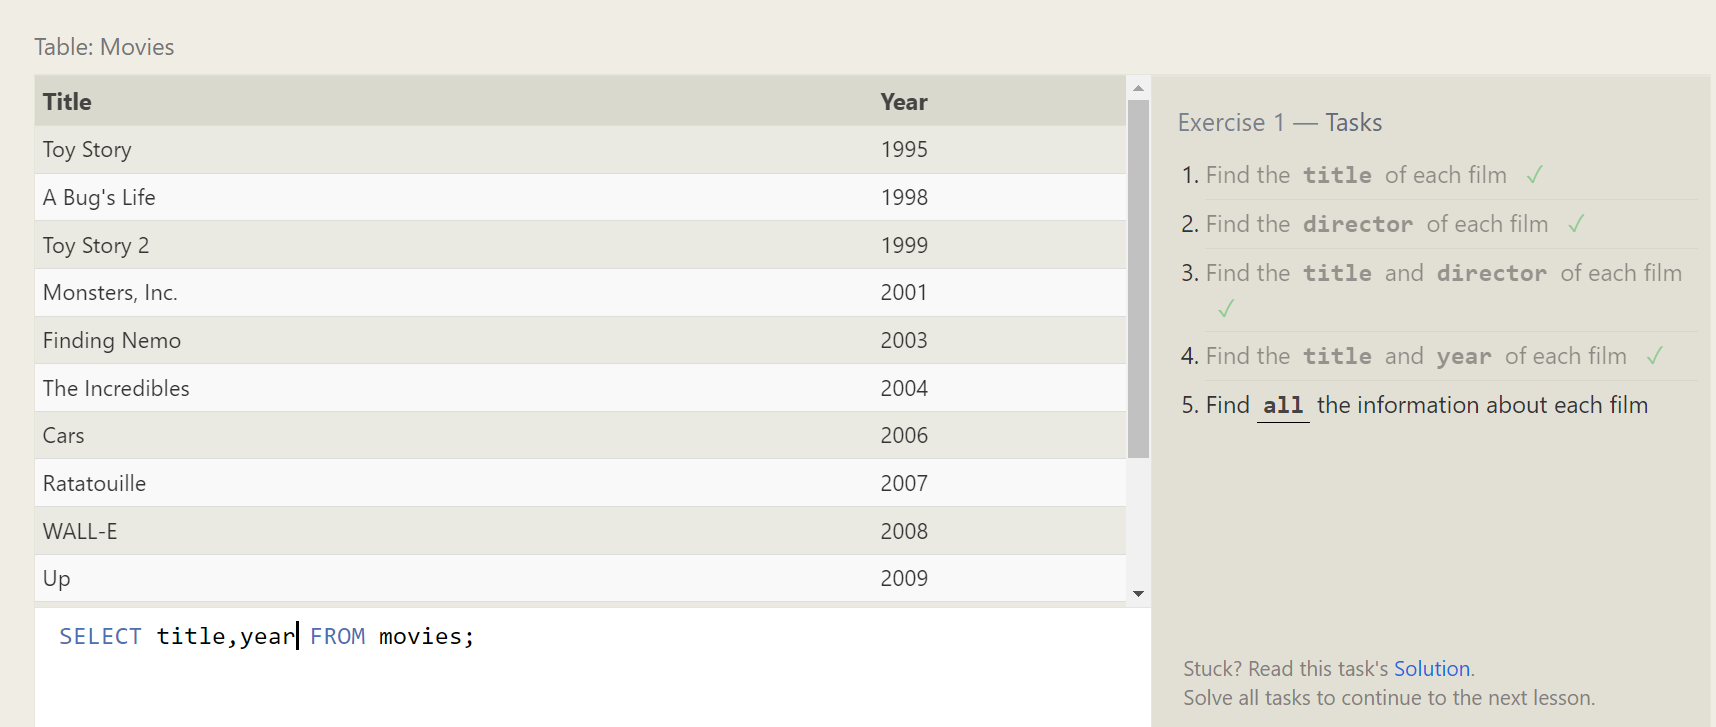 Table: Movies
Title Year
Toy Story 1995
A Bug's Life 1998
Toy Story 2 1999
Monsters, Inc. 2001
Finding Nemo 2003
The Incredibles 2004
Cars 2006
Ratatouille 2007
WALL-E 2008
Up 2009
SELECT title,year FROM movies;
Exercise 1 — Tasks
1. Find the title of each film ✓
2. Find the director of each film ✓
3. Find the title and director of each film
✓
4. Find the title and year of each film ✓
5. Find all the information about each film
Stuck? Read this task's Solution.
Solve all tasks to continue to the next lesson.